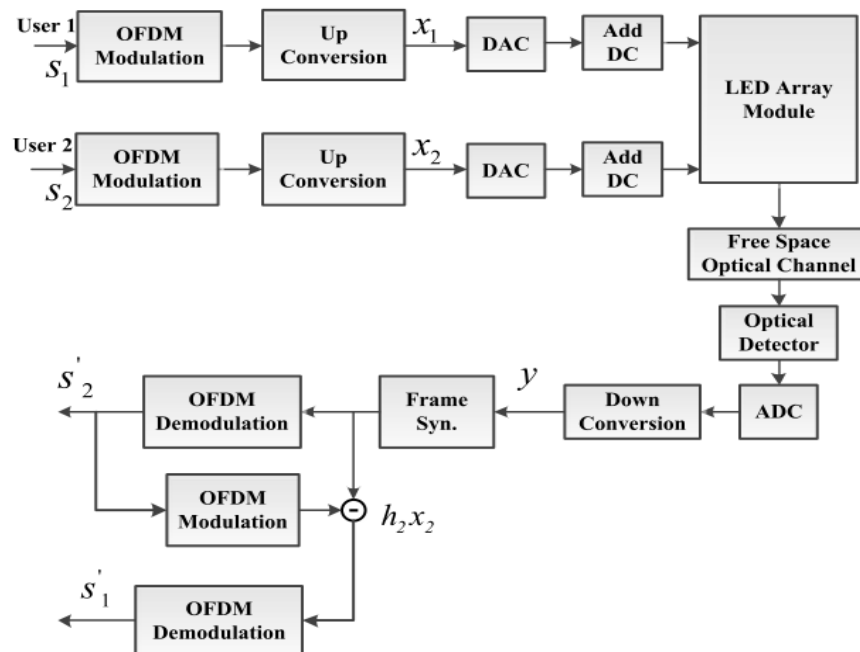 User 1
s₁
OFDM
Modulation
Up
Conversion
x₁
DAC
Add
DC
LED Array
Module
User 2
s₂
OFDM
Modulation
Up
Conversion
x₂
DAC
Add
DC
Free Space
Optical Channel
Optical
Detector
ADC
Down
Conversion
y
Frame
Syn.
OFDM
Demodulation
s'₂
OFDM
Modulation
-
h₂x₂
OFDM
Demodulation
s'₁